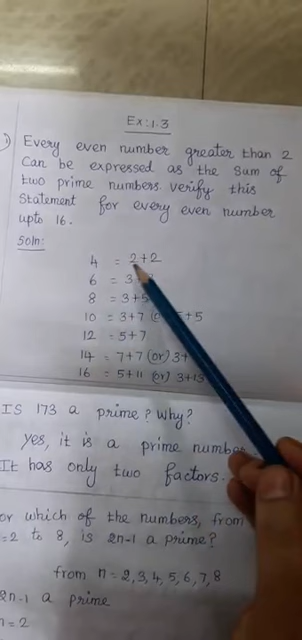 Ex:1.3
1) Every even number greater than 2
Can be expressed as the sum of
two prime numbers. verify this
Statement for every even number
upto 16.
Soln:
4 = 2+2
6 = 3
8 = 3+5
10 = 3+7 (or) 5+5
12 = 5+7
14 = 7+7 (or) 3+
16 = 5+11 (or) 3+13
IS 173 a prime? Why?
yes, it is a prime number
It has only two factors.
or which of the numbers, from
=2 to 8, is 2n-1 a prime?
from n = 2,3,4,5,6,7,8
2n-1 a prime
n = 2